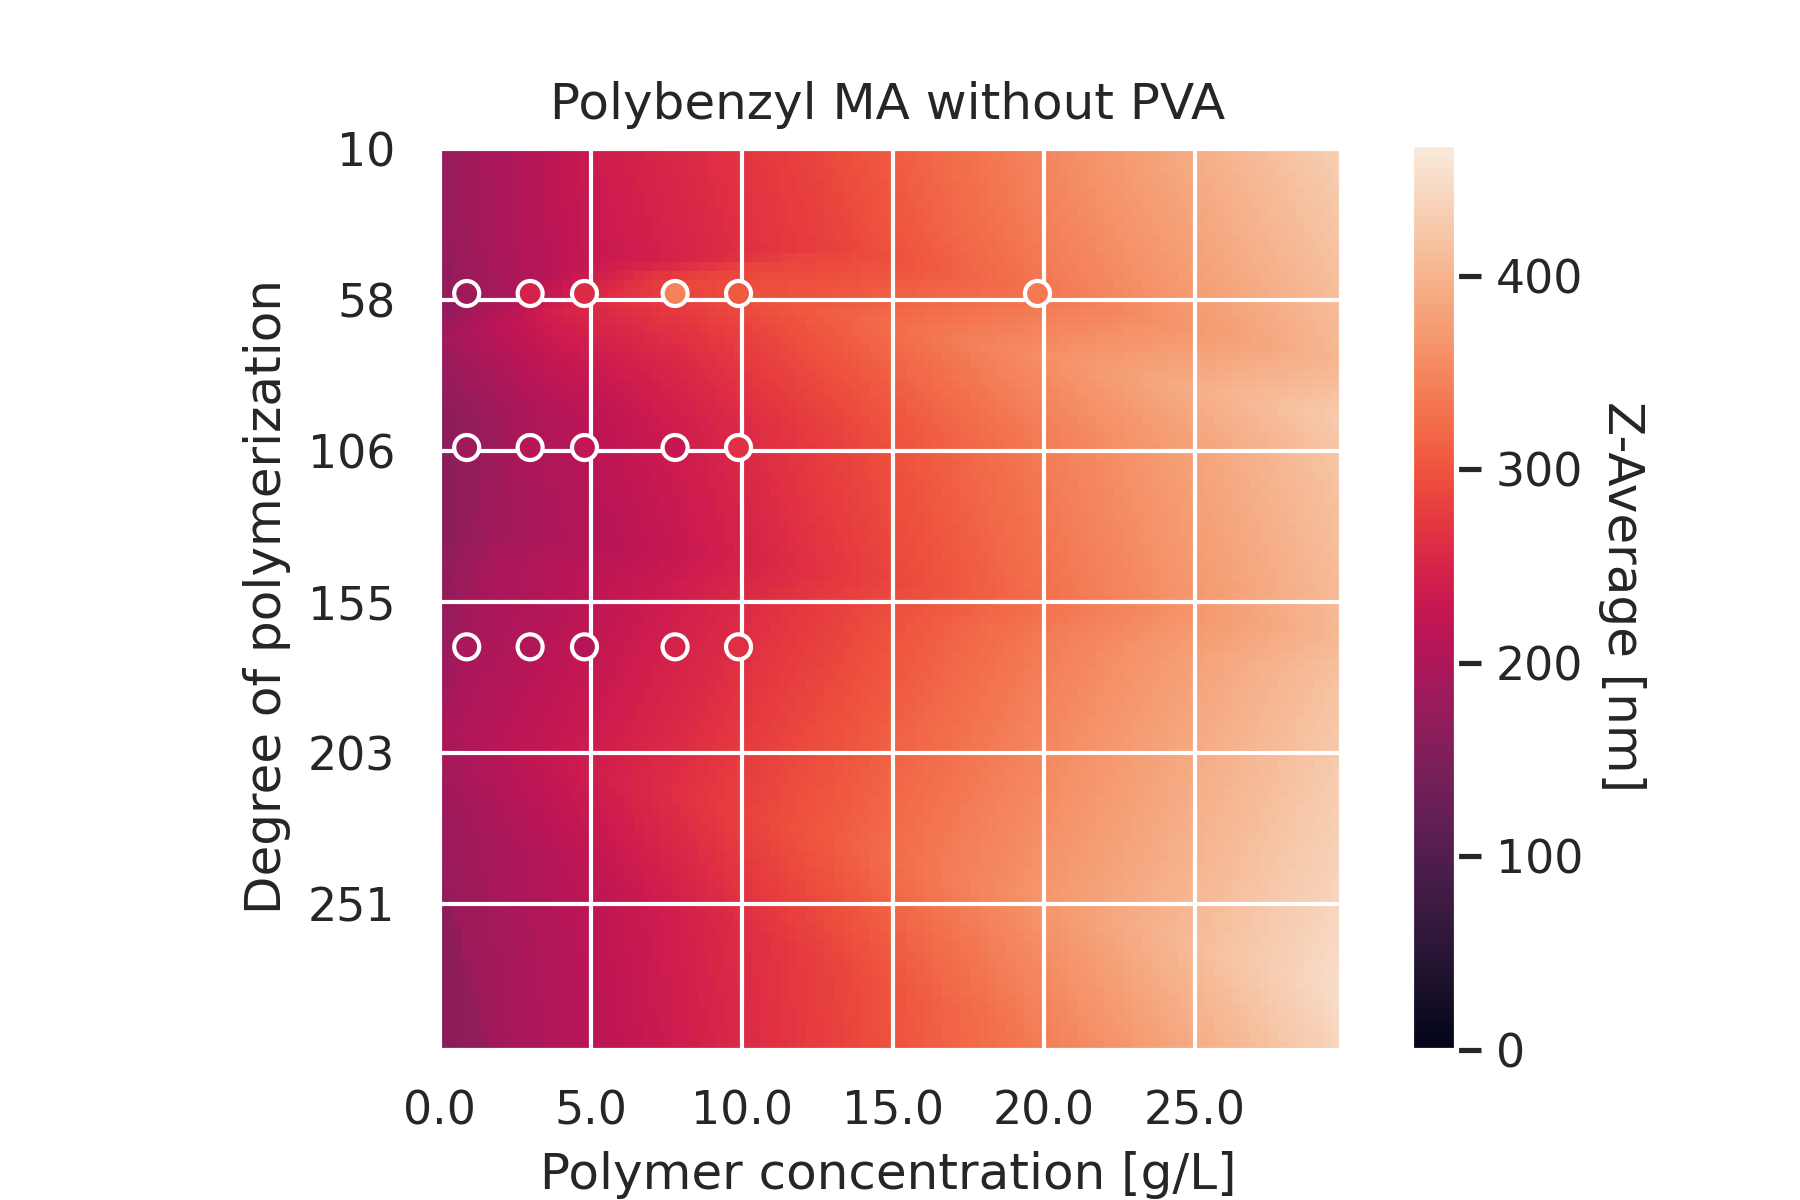 Polybenzyl MA without PVA
10
58
106
155
203
251
Degree of polymerization
0.0 5.0 10.0 15.0 20.0 25.0
Polymer concentration [g/L]
400
300
200
100
0
Z-Average [nm]